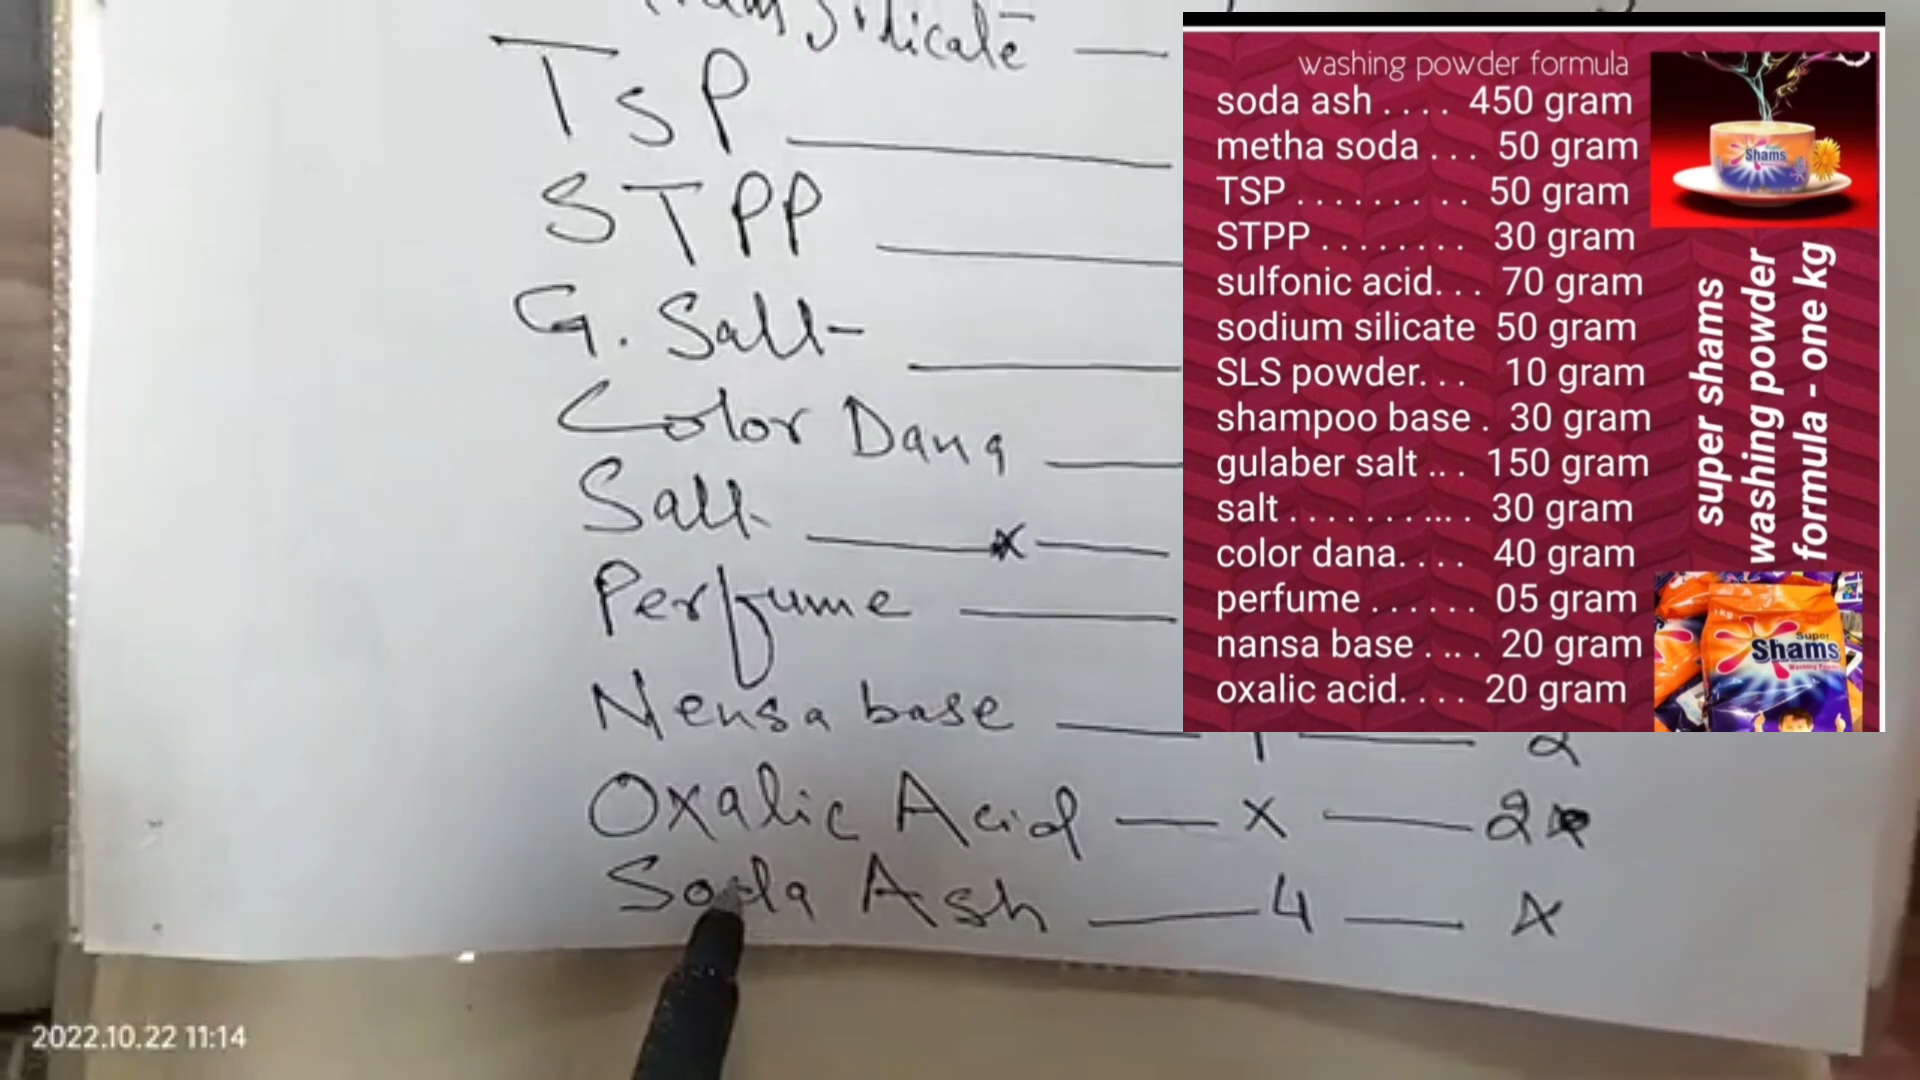 Silicate
TSP
STPP
G. Salt
Color Dana
Salt x
Perfume
Nensa base 1 2
Oxalic Acid x 2
Soda Ash 4 x
washing powder formula
soda ash . . . . 450 gram
metha soda . . . 50 gram
TSP . . . . . . . . . 50 gram
STPP . . . . . . . . 30 gram
sulfonic acid. . . 70 gram
sodium silicate 50 gram
SLS powder. . . 10 gram
shampoo base . 30 gram
gulaber salt . . . 150 gram
salt . . . . . . . ... . 30 gram
color dana. . . . 40 gram
perfume . . . . . . 05 gram
nansa base . . . . 20 gram
oxalic acid. . . . 20 gram
Shams
super shams
washing powder
formula - one kg
Super
Shams
2022.10.22 11:14